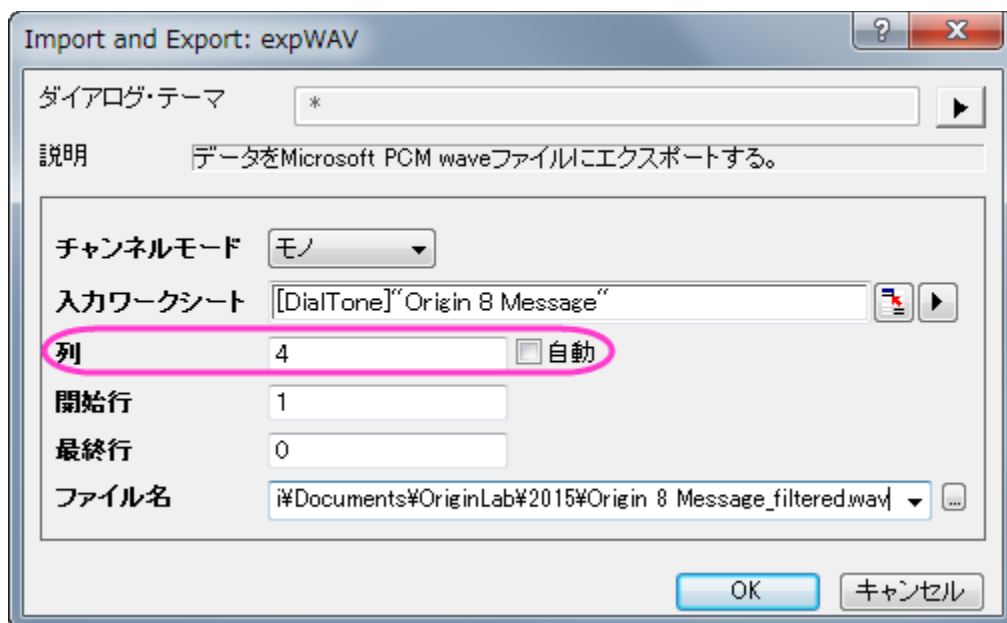 Import and Export: expWAV
ダイアログ・テーマ *
説明 データをMicrosoft PCM waveファイルにエクスポートする。
チャンネルモード モノ
入力ワークシート [DialTone]"Origin 8 Message"
列 4 自動
開始行 1
最終行 0
ファイル名 i¥Documents¥OriginLab¥2015¥Origin 8 Message_filtered.wav ...
OK キャンセル